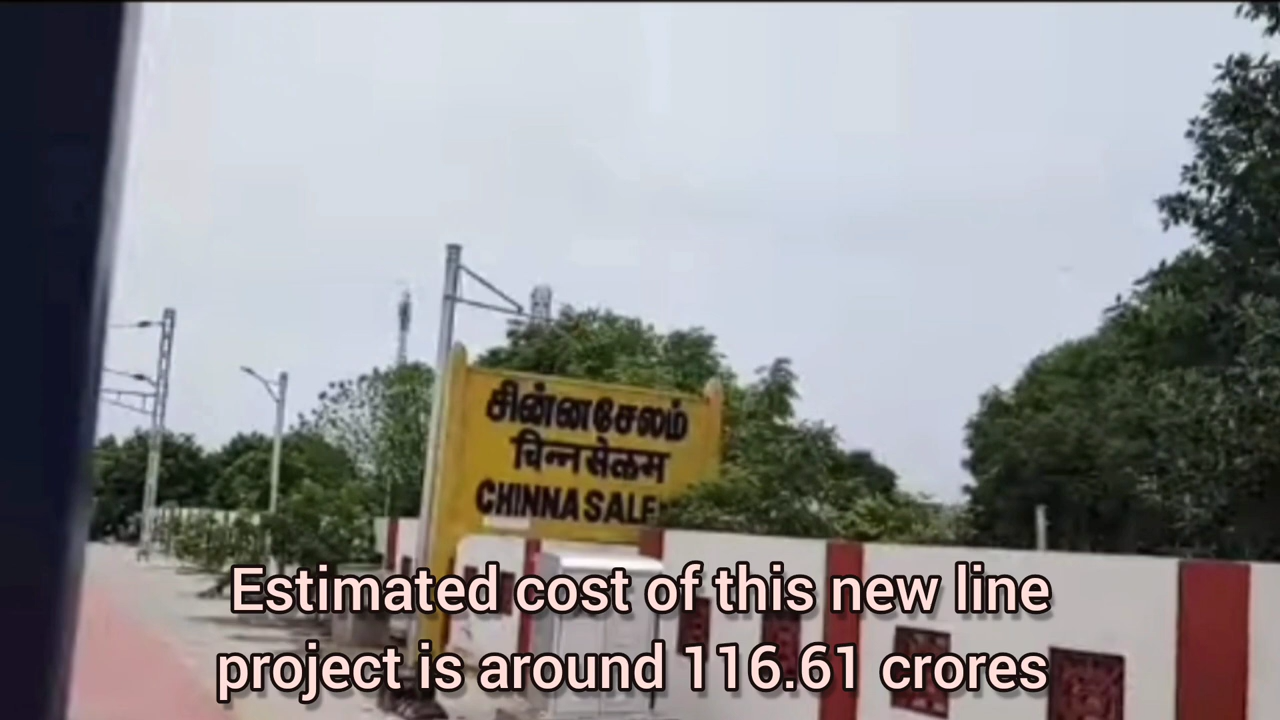 சின்னசேலம்
चिन्नसेलम
CHINNA SALE
Estimated cost of this new line
project is around 116.61 crores